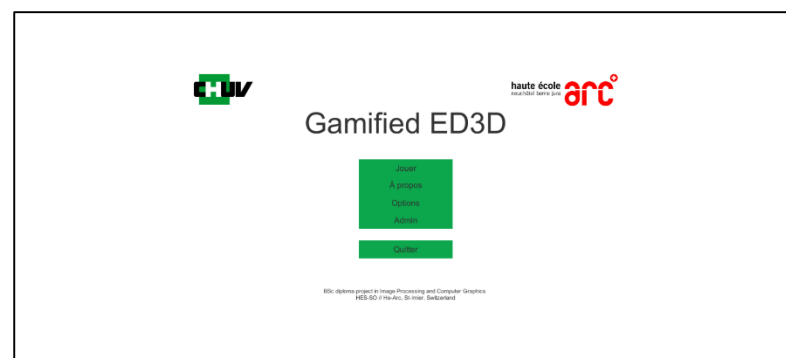 CHUV
haute école arc
neuchâtel berne jura
Gamified ED3D
Jouer
À propos
Options
Admin
Quitter
BSc diploma project in Image Processing and Computer Graphics
HES-SO // He-Arc, St-Imier, Switzerland